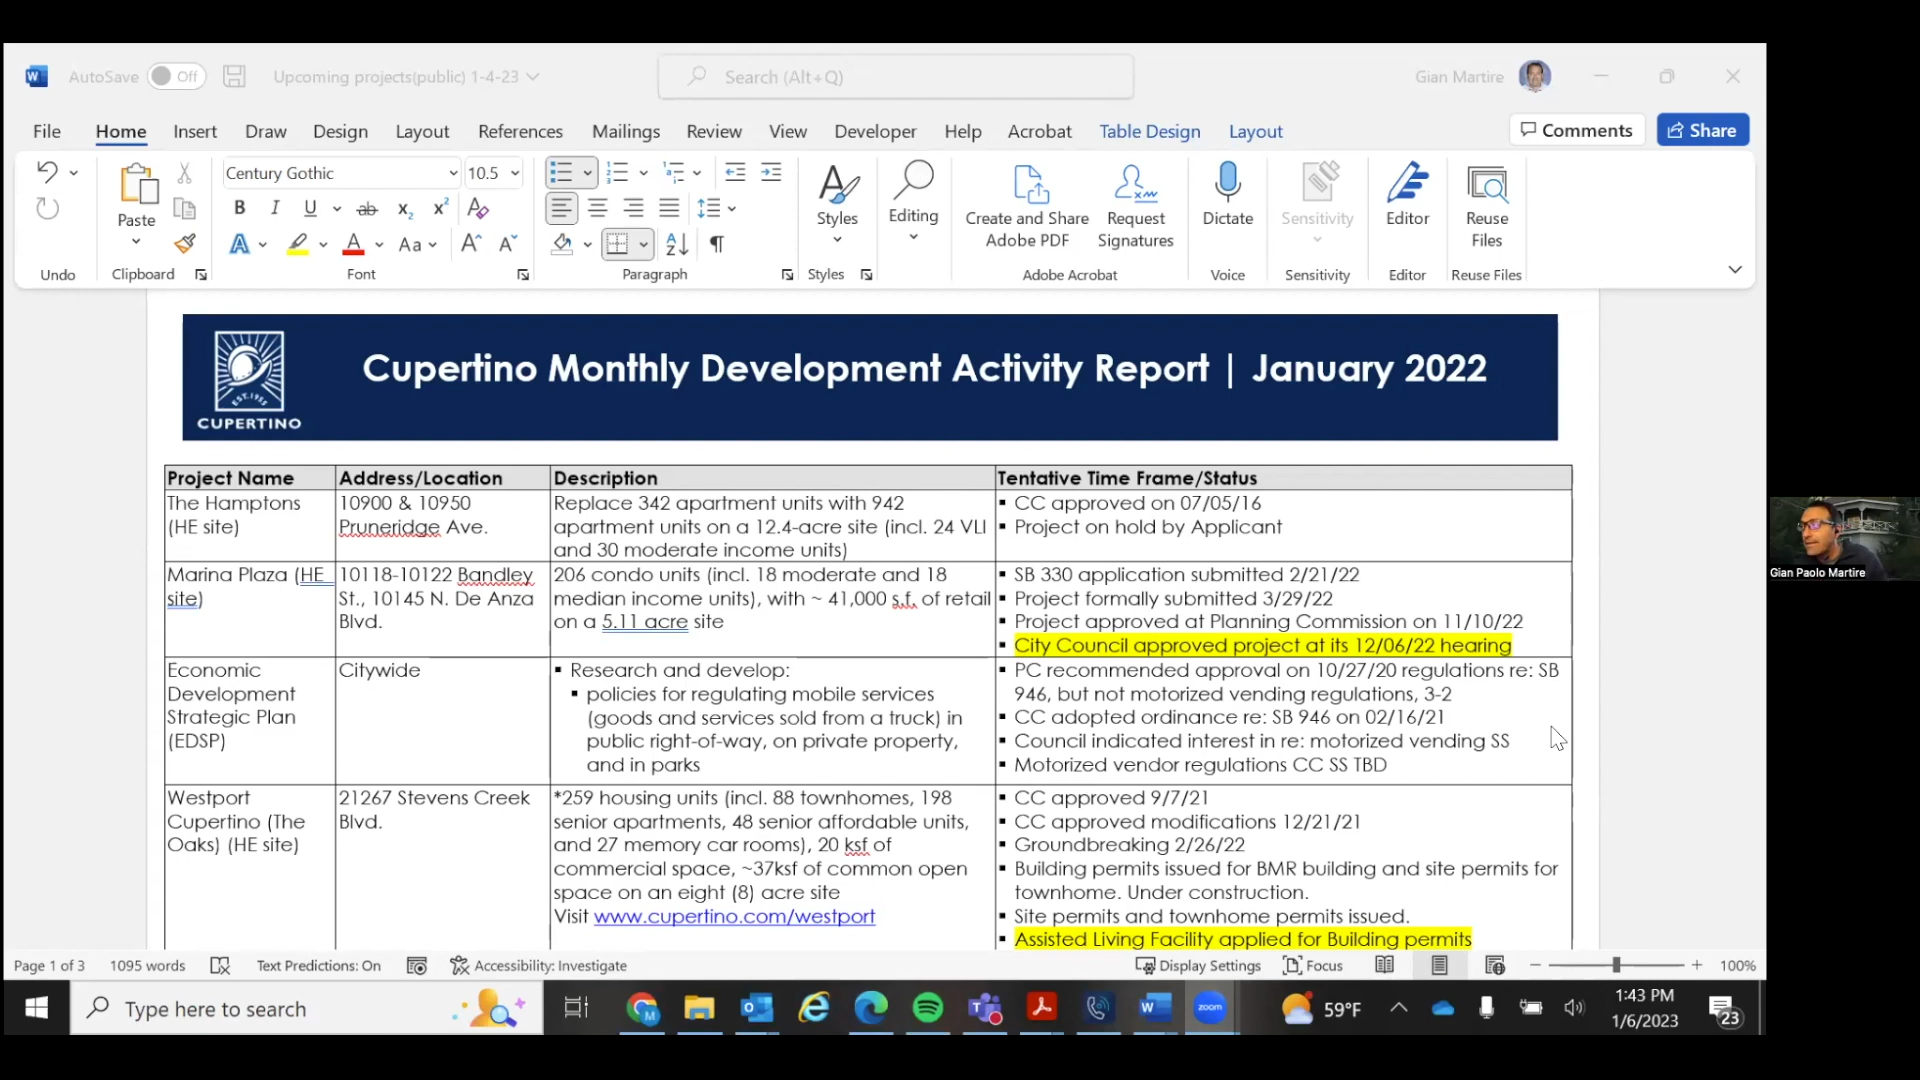 AutoSave Off Upcoming projects(public) 1-4-23 Search (Alt+Q) Gian Martire
File Home Insert Draw Design Layout References Mailings Review View Developer Help Acrobat Table Design Layout Comments Share
Century Gothic 10.5
Paste Styles Editing Create and Share Adobe PDF Request Signatures Dictate Sensitivity Editor Reuse Files
Undo Clipboard Font Paragraph Styles Adobe Acrobat Voice Sensitivity Editor Reuse Files
EST. 1955
CUPERTINO
Cupertino Monthly Development Activity Report | January 2022
Project Name Address/Location Description Tentative Time Frame/Status
The Hamptons
(HE site)
10900 & 10950
Pruneridge Ave.
Replace 342 apartment units with 942
apartment units on a 12.4-acre site (incl. 24 VLI
and 30 moderate income units)
▪ CC approved on 07/05/16
▪ Project on hold by Applicant
Marina Plaza (HE
site)
10118-10122 Bandley
St., 10145 N. De Anza
Blvd.
206 condo units (incl. 18 moderate and 18
median income units), with ~ 41,000 s.f. of retail
on a 5.11 acre site
▪ SB 330 application submitted 2/21/22
▪ Project formally submitted 3/29/22
▪ Project approved at Planning Commission on 11/10/22
▪ City Council approved project at its 12/06/22 hearing
Economic
Development
Strategic Plan
(EDSP)
Citywide
▪ Research and develop:
▪ policies for regulating mobile services
(goods and services sold from a truck) in
public right-of-way, on private property,
and in parks
▪ PC recommended approval on 10/27/20 regulations re: SB
946, but not motorized vending regulations, 3-2
▪ CC adopted ordinance re: SB 946 on 02/16/21
▪ Council indicated interest in re: motorized vending SS
▪ Motorized vendor regulations CC SS TBD
Westport
Cupertino (The
Oaks) (HE site)
21267 Stevens Creek
Blvd.
*259 housing units (incl. 88 townhomes, 198
senior apartments, 48 senior affordable units,
and 27 memory car rooms), 20 ksf of
commercial space, ~37ksf of common open
space on an eight (8) acre site
Visit www.cupertino.com/westport
▪ CC approved 9/7/21
▪ CC approved modifications 12/21/21
▪ Groundbreaking 2/26/22
▪ Building permits issued for BMR building and site permits for
townhome. Under construction.
▪ Site permits and townhome permits issued.
▪ Assisted Living Facility applied for Building permits
Gian Paolo Martire
Page 1 of 3 1095 words Text Predictions: On Accessibility: Investigate Display Settings Focus 100%
Type here to search zoom 59°F 1:43 PM
1/6/2023 23